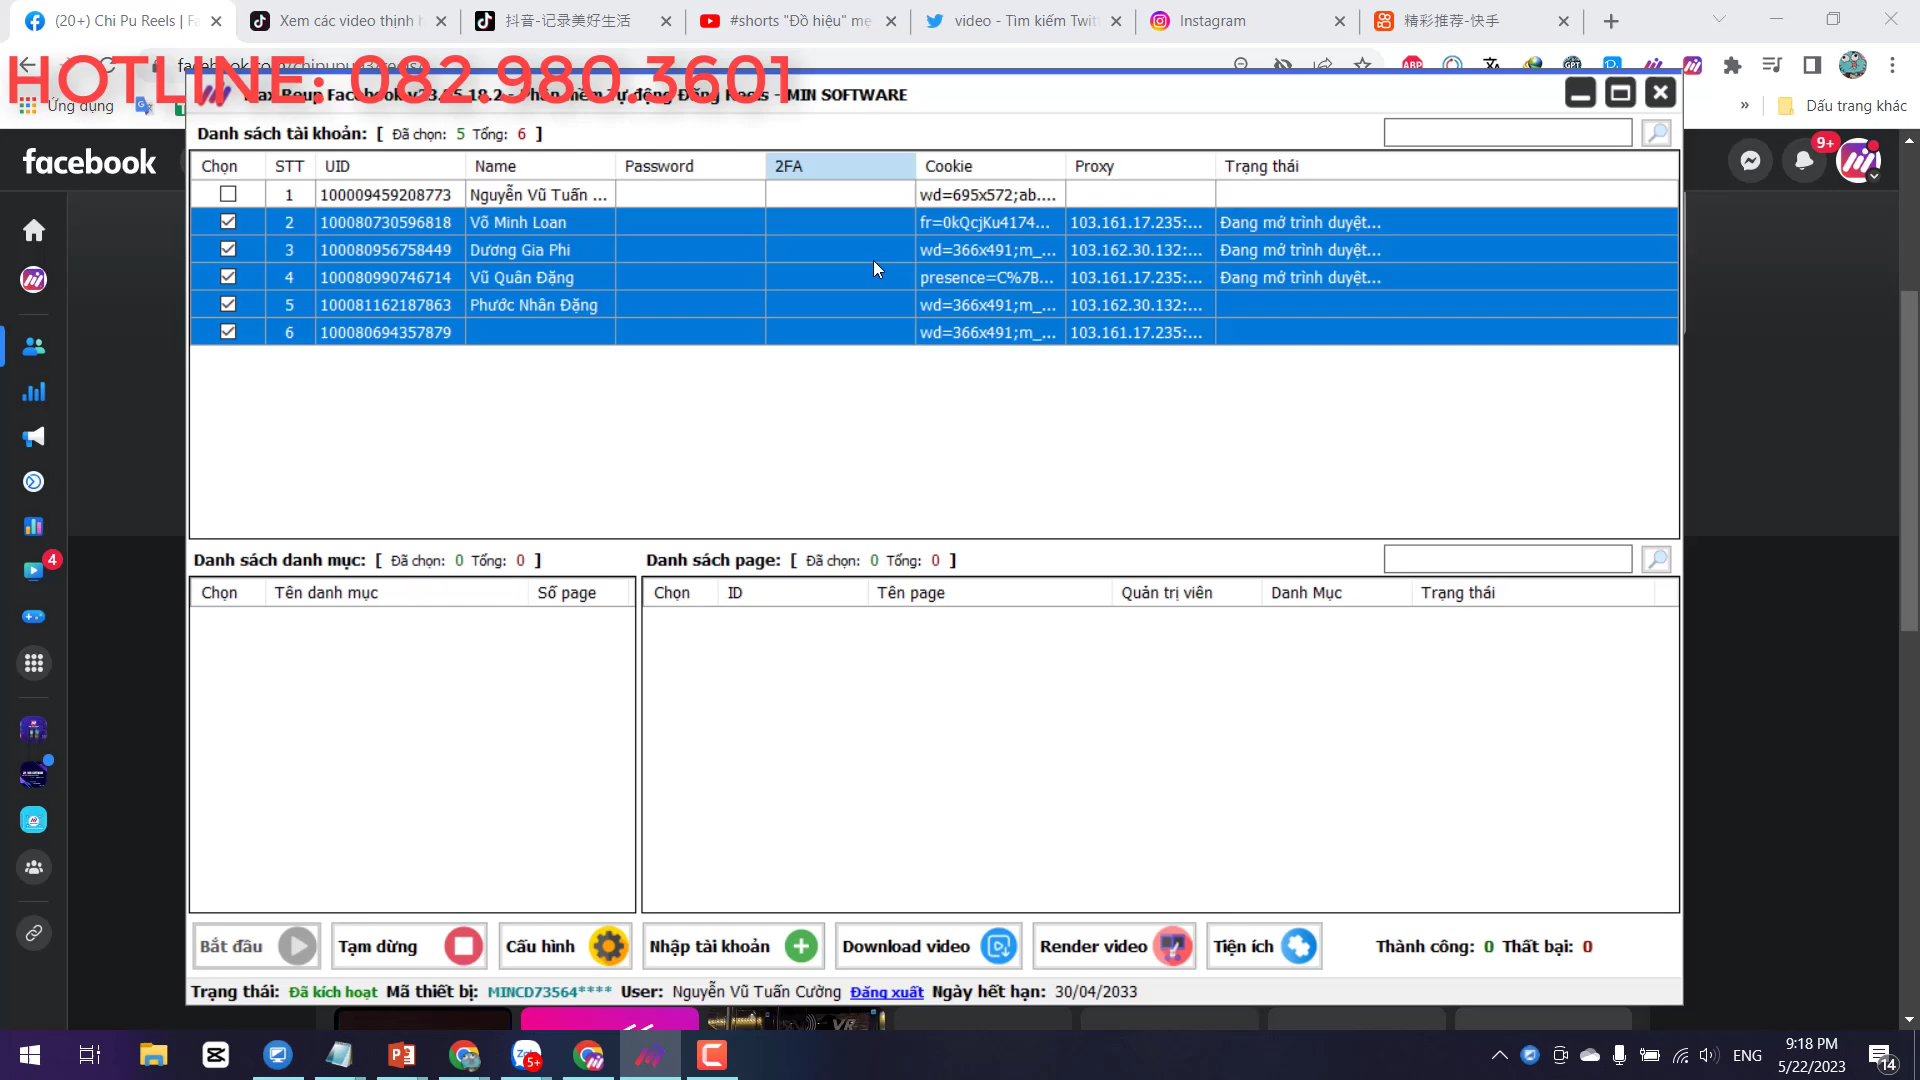 (20+) Chi Pu Reels | Fa
Xem các video thịnh h
抖音-记录美好生活
#shorts "Đồ hiệu" mẹ
video - Tìm kiếm Twitt
Instagram
精彩推荐-快手
HOTLINE: 082.980.3601
Ứng dụng
Dấu trang khác
Phần mềm Tự động Đăng Reels - MIN SOFTWARE
facebook
9+
Danh sách tài khoản: [ Đã chọn: 5 Tổng: 6 ]
Chọn STT UID Name Password 2FA Cookie Proxy Trạng thái
1 100009459208773 Nguyễn Vũ Tuấn ... wd=695x572;ab....
2 100080730596818 Võ Minh Loan fr=0kQcjKu4174... 103.161.17.235:... Đang mở trình duyệt...
3 100080956758449 Dương Gia Phi wd=366x491;m_... 103.162.30.132:... Đang mở trình duyệt...
4 100080990746714 Vũ Quân Đặng presence=C%7B... 103.161.17.235:... Đang mở trình duyệt...
5 100081162187863 Phước Nhân Đặng wd=366x491;m_... 103.162.30.132:...
6 100080694357879 wd=366x491;m_... 103.161.17.235:...
4
Danh sách danh mục: [ Đã chọn: 0 Tổng: 0 ]
Danh sách page: [ Đã chọn: 0 Tổng: 0 ]
Chọn Tên danh mục Số page
Chọn ID Tên page Quản trị viên Danh Mục Trạng thái
Bắt đầu
Tạm dừng
Cấu hình
Nhập tài khoản
Download video
Render video
Tiện ích
Thành công: 0 Thất bại: 0
Trạng thái: Đã kích hoạt Mã thiết bị: MINCD73564**** User: Nguyễn Vũ Tuấn Cường Đăng xuất Ngày hết hạn: 30/04/2033
5+
ENG
9:18 PM
5/22/2023
14